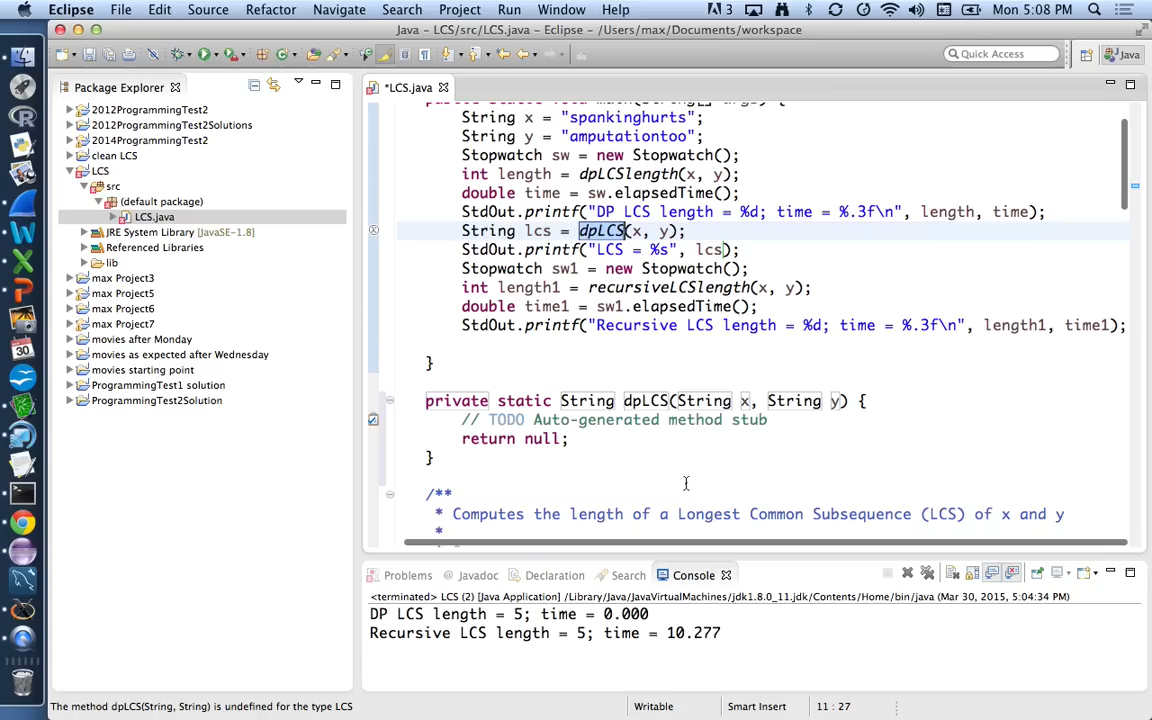 Eclipse File Edit Source Refactor Navigate Search Project Run Window Help 3 Mon 5:08 PM
Java - LCS/src/LCS.java - Eclipse - /Users/max/Documents/workspace
Quick Access Java
Package Explorer
*LCS.java
2012ProgrammingTest2
2012ProgrammingTest2Solutions
2014ProgrammingTest2
clean LCS
LCS
src
(default package)
LCS.java
JRE System Library [JavaSE-1.8]
Referenced Libraries
lib
max Project3
max Project5
max Project6
max Project7
movies after Monday
movies as expected after Wednesday
movies starting point
ProgrammingTest1 solution
ProgrammingTest2Solution
public static void main(String[] args) {
String x = "spankinghurts";
String y = "amputationtoo";
Stopwatch sw = new Stopwatch();
int length = dpLCSlength(x, y);
double time = sw.elapsedTime();
StdOut.printf("DP LCS length = %d; time = %.3f\n", length, time);
String lcs = dpLCS(x, y);
StdOut.printf("LCS = %s", lcs);
Stopwatch sw1 = new Stopwatch();
int length1 = recursiveLCSlength(x, y);
double time1 = sw1.elapsedTime();
StdOut.printf("Recursive LCS length = %d; time = %.3f\n", length1, time1);
}
private static String dpLCS(String x, String y) {
// TODO Auto-generated method stub
return null;
}
/**
* Computes the length of a Longest Common Subsequence (LCS) of x and y
*
Problems Javadoc Declaration Search Console
<terminated> LCS (2) [Java Application] /Library/Java/JavaVirtualMachines/jdk1.8.0_11.jdk/Contents/Home/bin/java (Mar 30, 2015, 5:04:34 PM)
DP LCS length = 5; time = 0.000
Recursive LCS length = 5; time = 10.277
The method dpLCS(String, String) is undefined for the type LCS Writable Smart Insert 11 : 27